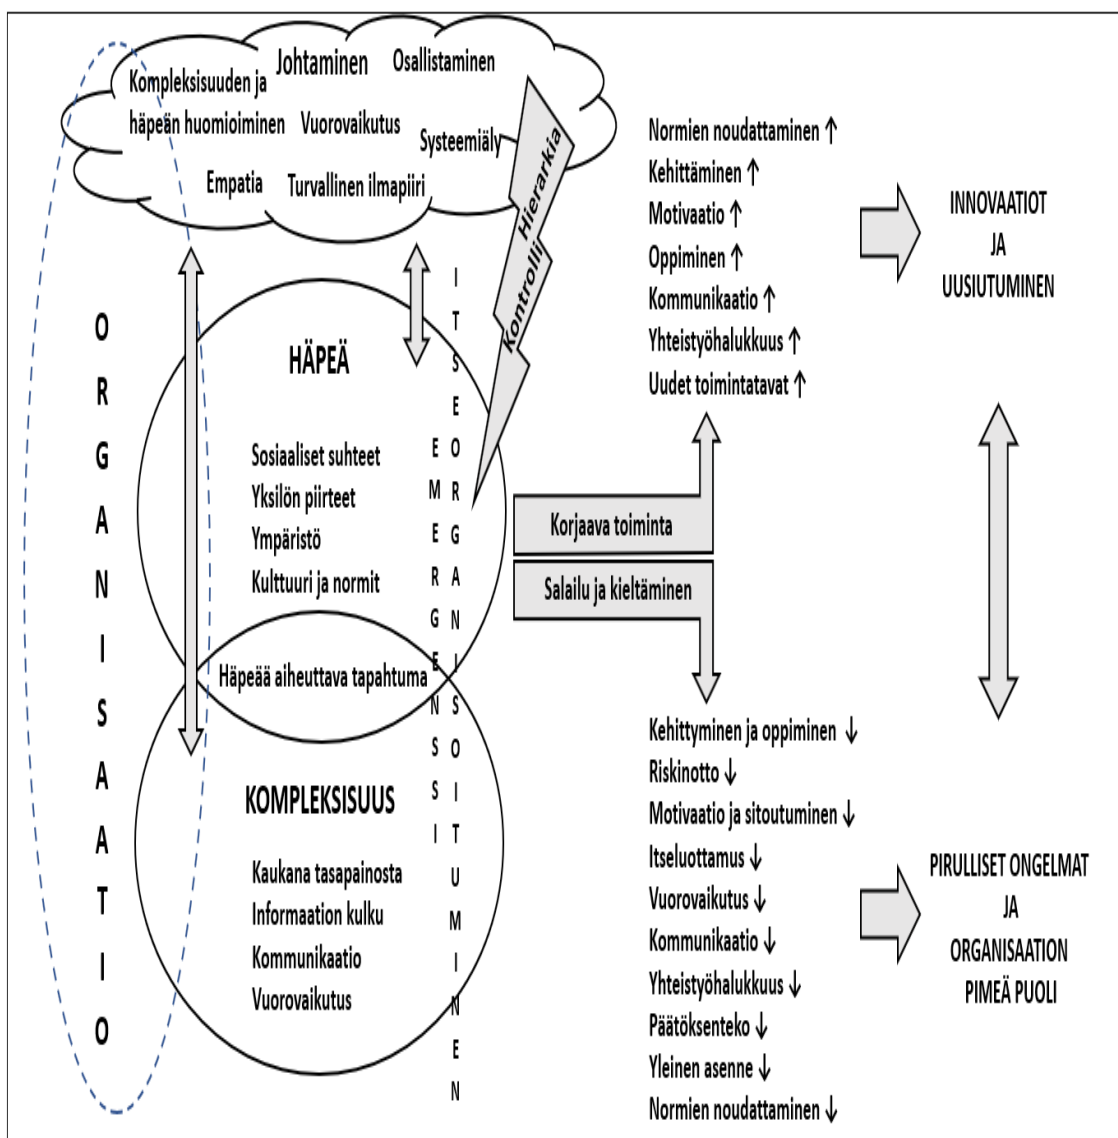 Johtaminen
Osallistaminen
Kompleksisuuden ja
häpeän huomioiminen
Vuorovaikutus
Systeemiäly
Empatia
Turvallinen ilmapiiri
Hierarkia
Kontrolli
ORGANISAATIO
HÄPEÄ
Sosiaaliset suhteet
Yksilön piirteet
Ympäristö
Kulttuuri ja normit
Häpeää aiheuttava tapahtuma
KOMPLEKSISUUS
Kaukana tasapainosta
Informaation kulku
Kommunikaatio
Vuorovaikutus
EMERGENSSI
ITSEORGANISOITUMINEN
Korjaava toiminta
Salailu ja kieltäminen
Normien noudattaminen ↑
Kehittäminen ↑
Motivaatio ↑
Oppiminen ↑
Kommunikaatio ↑
Yhteistyöhalukkuus ↑
Uudet toimintatavat ↑
INNOVAATIOT
JA
UUSIUTUMINEN
Kehittyminen ja oppiminen ↓
Riskinotto ↓
Motivaatio ja sitoutuminen ↓
Itseluottamus ↓
Vuorovaikutus ↓
Kommunikaatio ↓
Yhteistyöhalukkuus ↓
Päätöksenteko ↓
Yleinen asenne ↓
Normien noudattaminen ↓
PIRULLISET ONGELMAT
JA
ORGANISAATION
PIMEÄ PUOLI